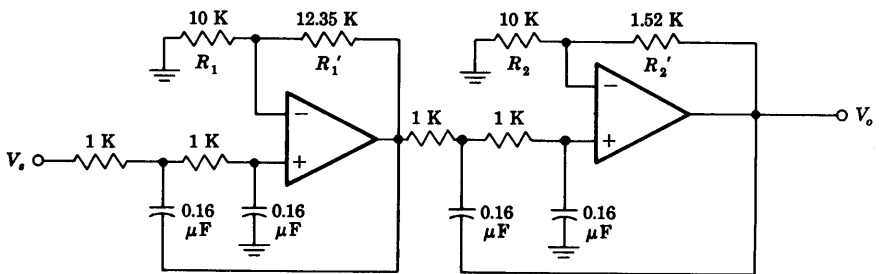 10 K
12.35 K
10 K
1.52 K
R₁
R₁'
R₂
R₂'
−
−
1 K
1 K
V₀
Vₛ
1 K
1 K
+
+
0.16
μF
0.16
μF
0.16
μF
0.16
μF